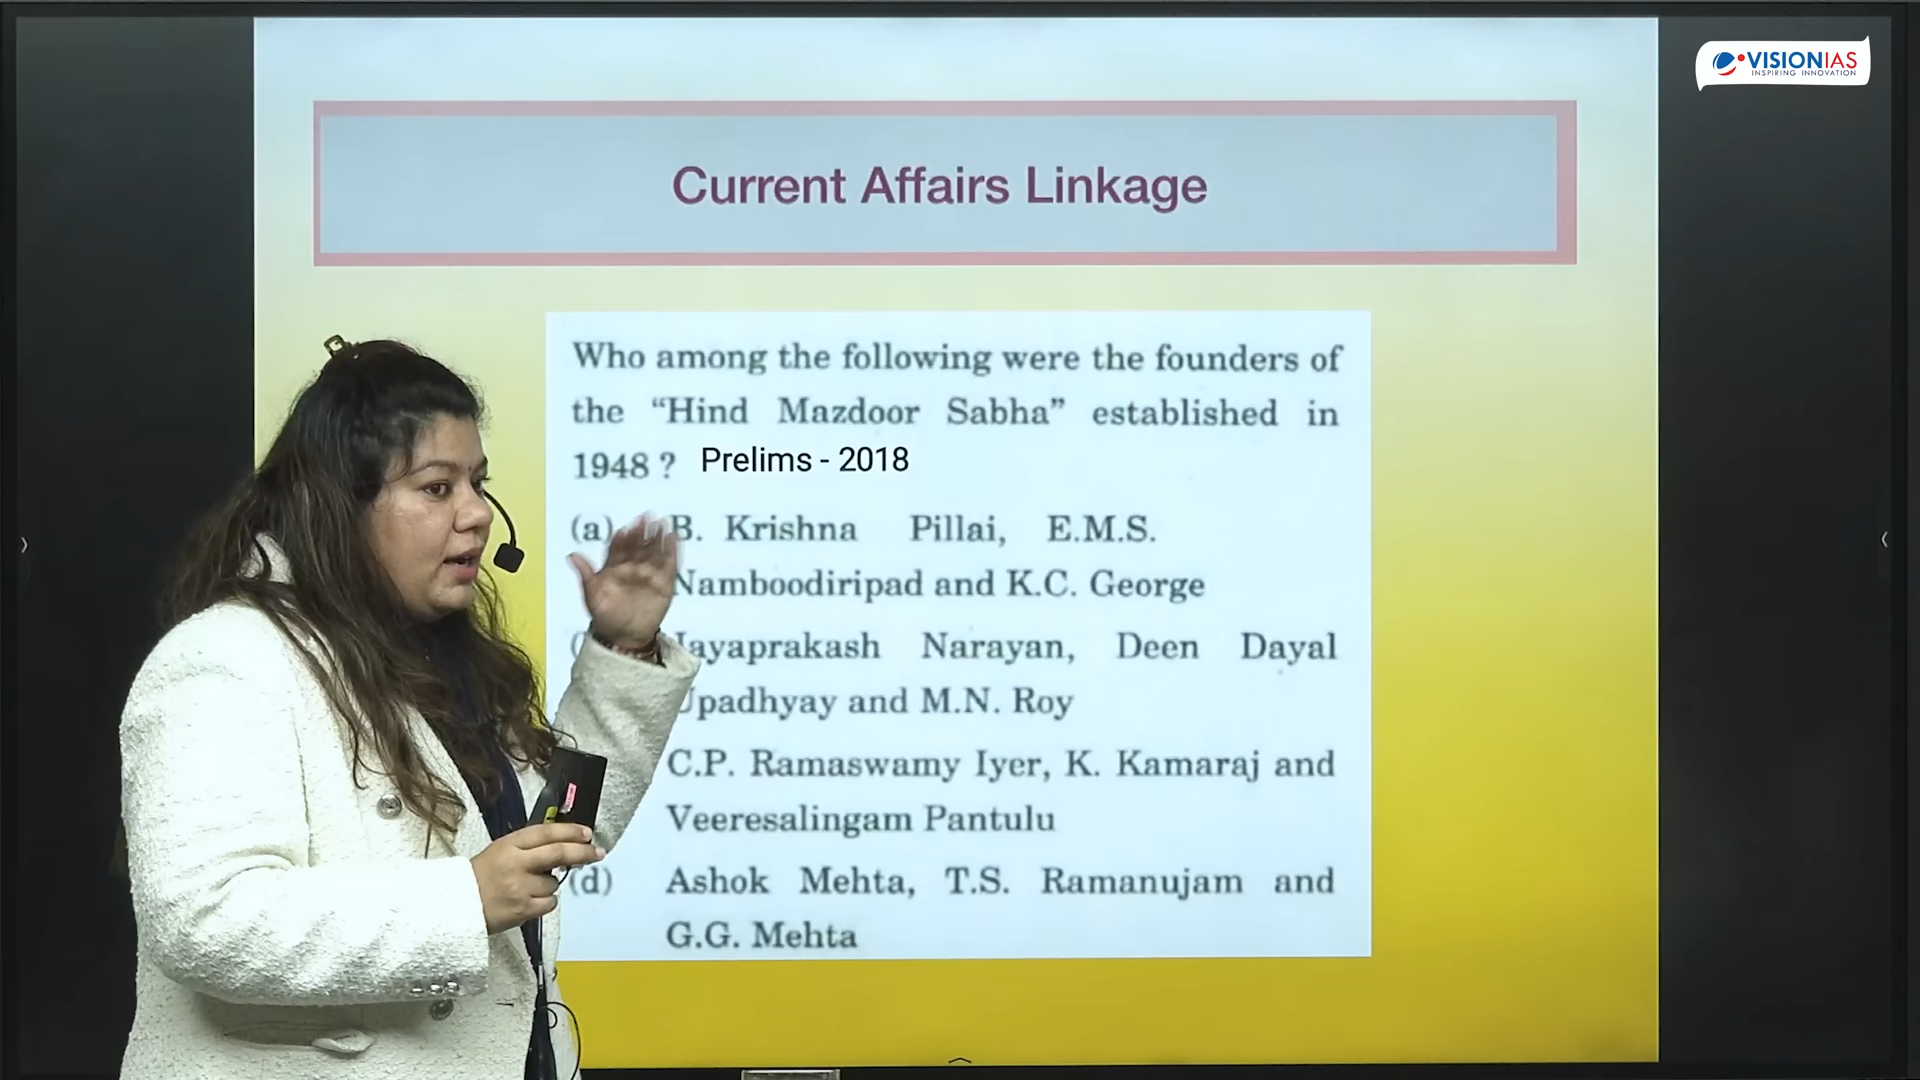 VISIONIAS
INSPIRING INNOVATION
Current Affairs Linkage
Who among the following were the founders of
the “Hind Mazdoor Sabha” established in
1948 ? Prelims - 2018
(a) B. Krishna Pillai, E.M.S.
Namboodiripad and K.C. George
Narayan, Deen Dayal
and M.N. Roy
C.P. Ramaswamy Iyer, K. Kamaraj and
Veeresalingam Pantulu
(d) Ashok Mehta, T.S. Ramanujam and
G.G. Mehta